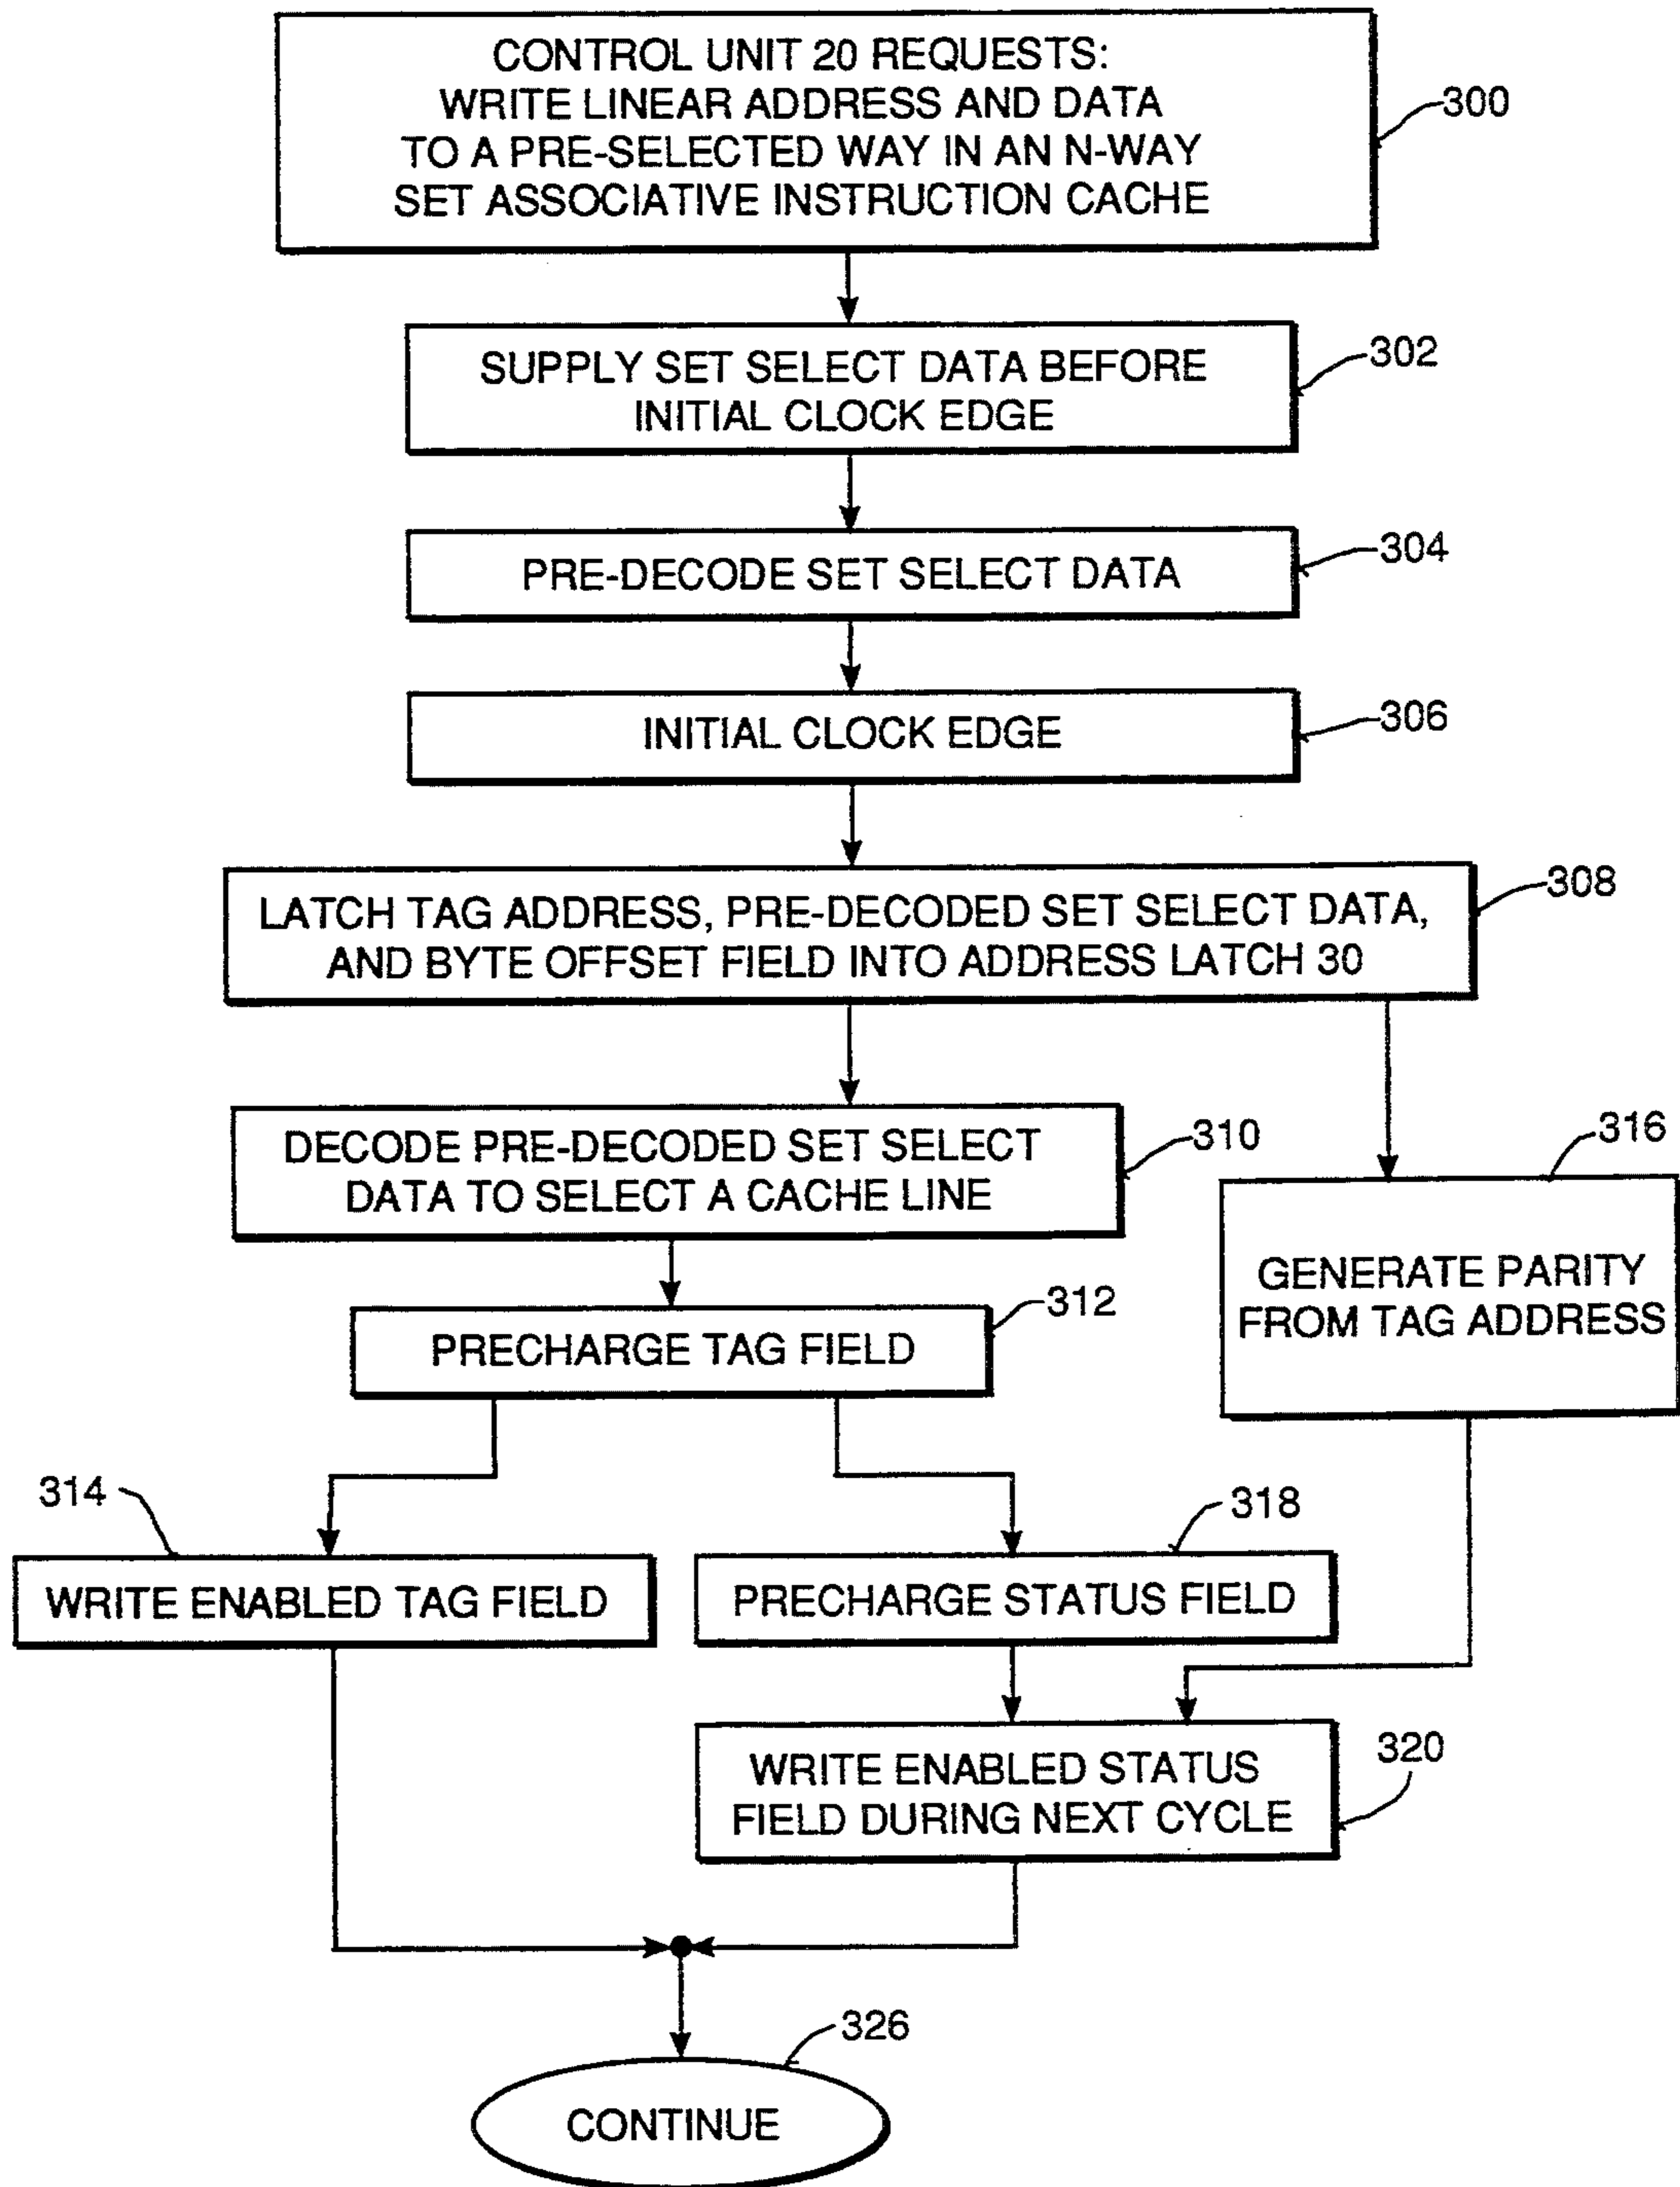 CONTROL UNIT 20 REQUESTS:
WRITE LINEAR ADDRESS AND DATA
TO A PRE-SELECTED WAY IN AN N-WAY
SET ASSOCIATIVE INSTRUCTION CACHE
300
SUPPLY SET SELECT DATA BEFORE
INITIAL CLOCK EDGE
302
PRE-DECODE SET SELECT DATA
304
INITIAL CLOCK EDGE
306
LATCH TAG ADDRESS, PRE-DECODED SET SELECT DATA,
AND BYTE OFFSET FIELD INTO ADDRESS LATCH 30
308
DECODE PRE-DECODED SET SELECT
DATA TO SELECT A CACHE LINE
310
316
GENERATE PARITY
FROM TAG ADDRESS
PRECHARGE TAG FIELD
312
314
WRITE ENABLED TAG FIELD
318
PRECHARGE STATUS FIELD
WRITE ENABLED STATUS
FIELD DURING NEXT CYCLE
320
326
CONTINUE